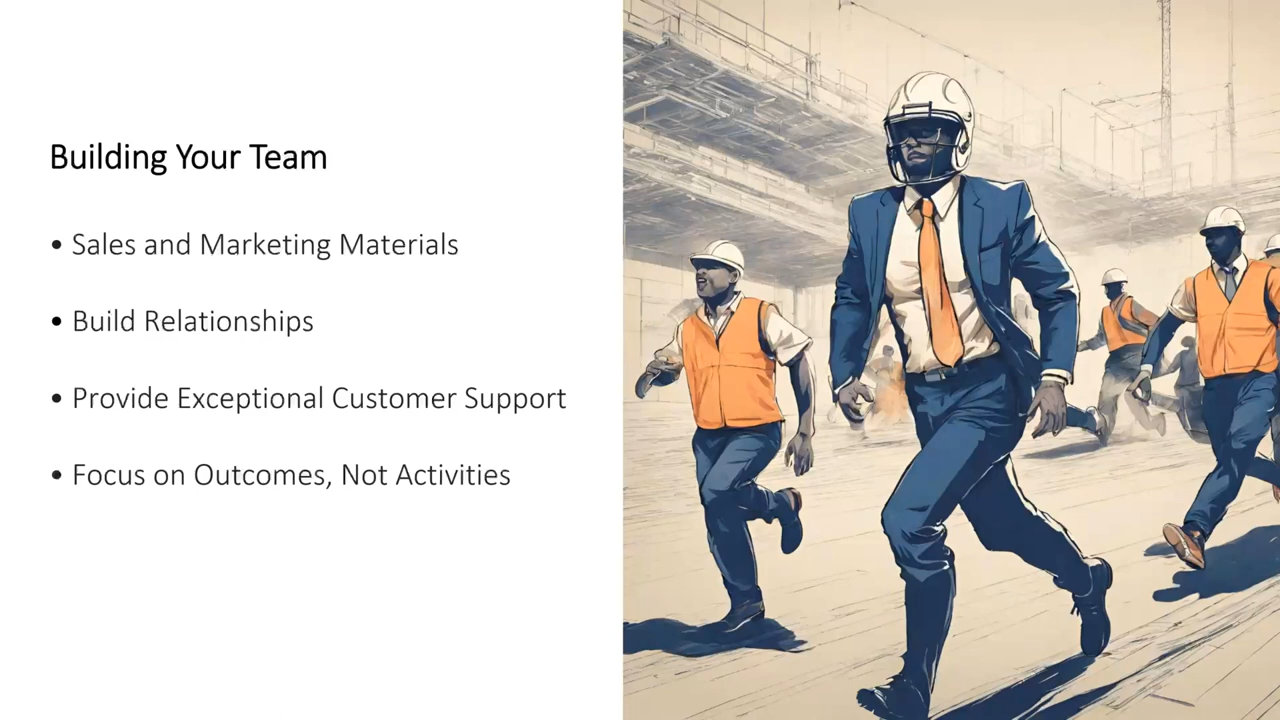 Building Your Team
• Sales and Marketing Materials
• Build Relationships
• Provide Exceptional Customer Support
• Focus on Outcomes, Not Activities